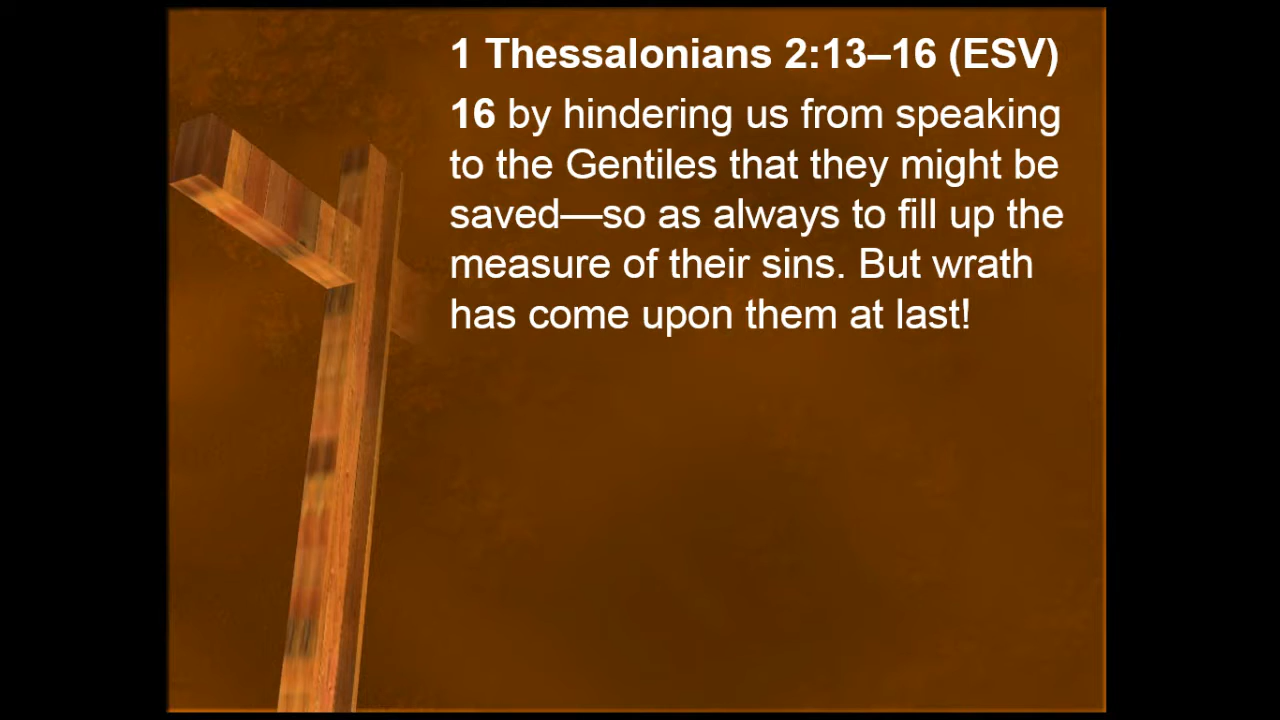 1 Thessalonians 2:13–16 (ESV)
16 by hindering us from speaking
to the Gentiles that they might be
saved—so as always to fill up the
measure of their sins. But wrath
has come upon them at last!